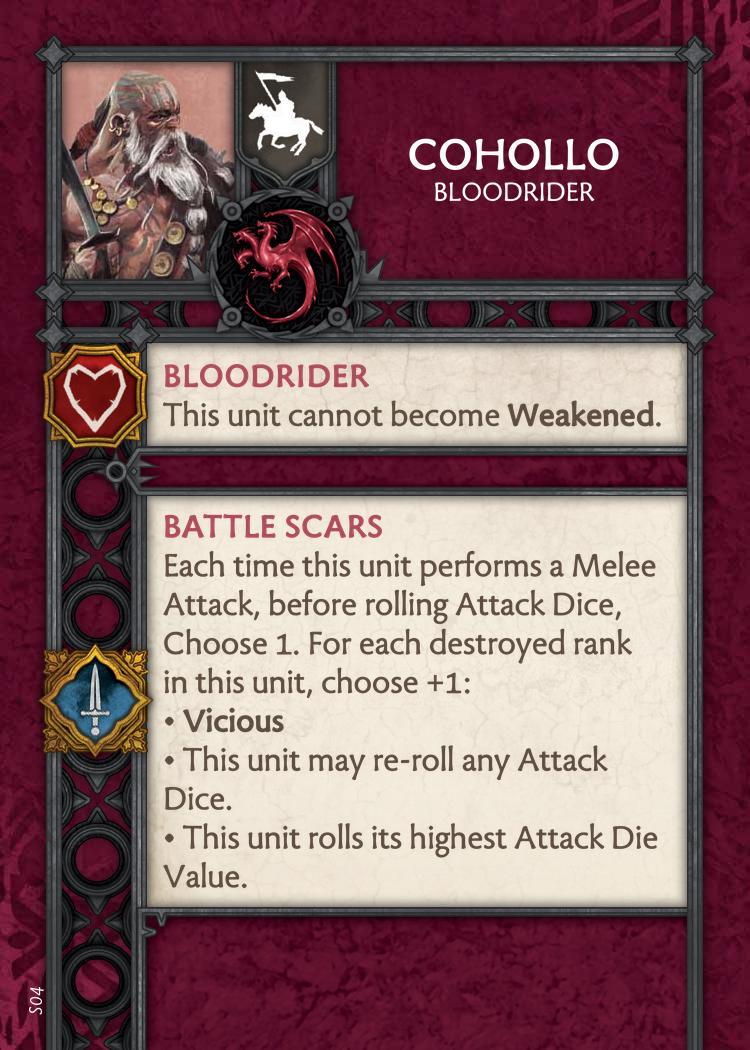 COHOLLO
BLOODRIDER
BLOODRIDER
This unit cannot become Weakened.
BATTLE SCARS
Each time this unit performs a Melee
Attack, before rolling Attack Dice,
Choose 1. For each destroyed rank
in this unit, choose +1:
• Vicious
• This unit may re-roll any Attack
Dice.
• This unit rolls its highest Attack Die
Value.
S04